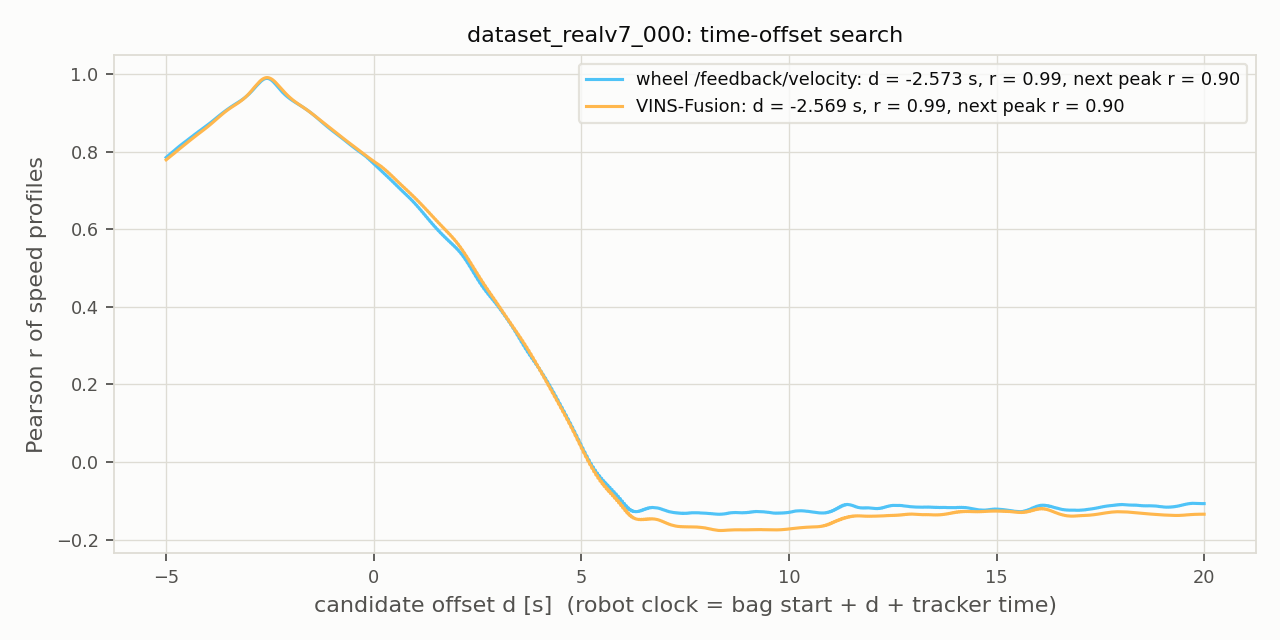 dataset_realv7_000: time-offset search
wheel /feedback/velocity: d = -2.573 s, r = 0.99, next peak r = 0.90
VINS-Fusion: d = -2.569 s, r = 0.99, next peak r = 0.90
Pearson r of speed profiles
1.0
0.8
0.6
0.4
0.2
0.0
−0.2
−5 0 5 10 15 20
candidate offset d [s] (robot clock = bag start + d + tracker time)